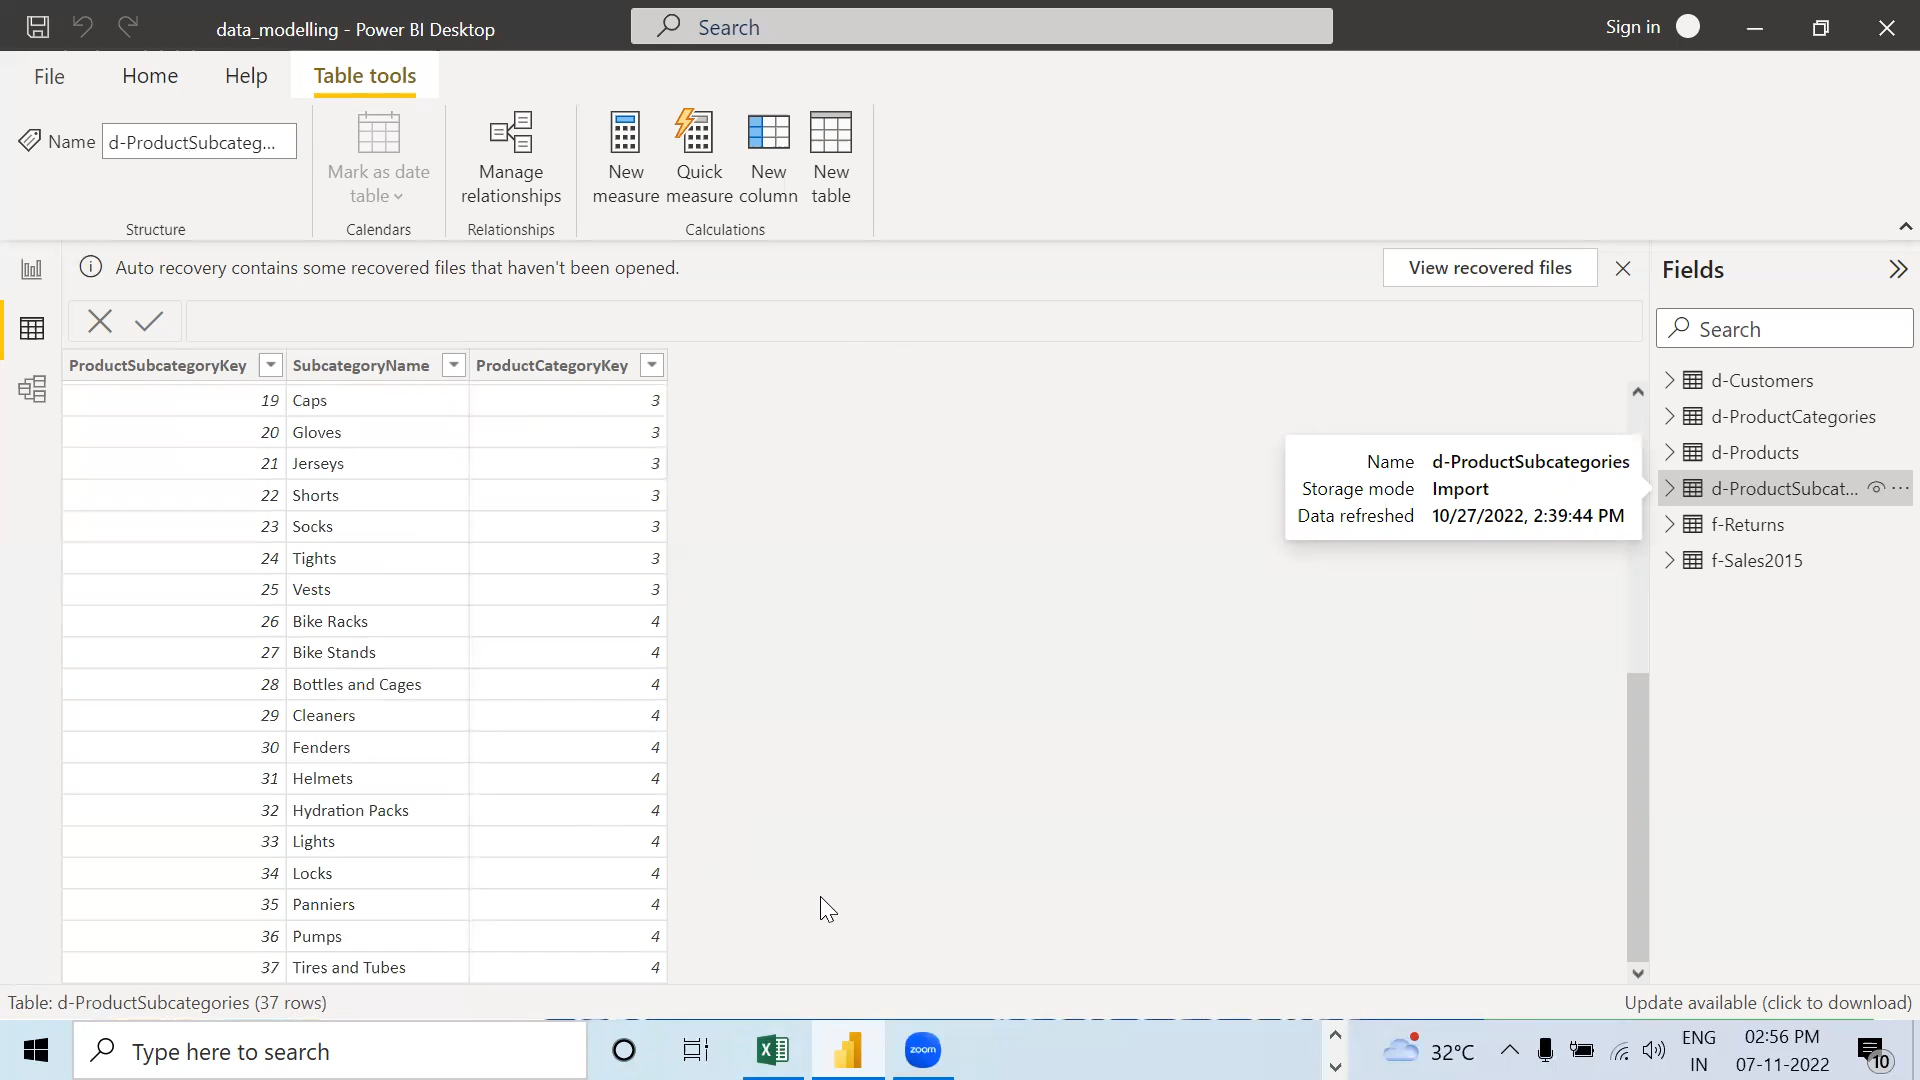 data_modelling - Power BI Desktop
Search
Sign in
File
Home
Help
Table tools
Name
d-ProductSubcateg...
Mark as date
table
Manage
relationships
New
measure
Quick
measure
New
column
New
table
Structure
Calendars
Relationships
Calculations
Auto recovery contains some recovered files that haven't been opened.
View recovered files
Fields
Search
ProductSubcategoryKey SubcategoryName ProductCategoryKey
19 Caps 3
20 Gloves 3
21 Jerseys 3
22 Shorts 3
23 Socks 3
24 Tights 3
25 Vests 3
26 Bike Racks 4
27 Bike Stands 4
28 Bottles and Cages 4
29 Cleaners 4
30 Fenders 4
31 Helmets 4
32 Hydration Packs 4
33 Lights 4
34 Locks 4
35 Panniers 4
36 Pumps 4
37 Tires and Tubes 4
Name d-ProductSubcategories
Storage mode Import
Data refreshed 10/27/2022, 2:39:44 PM
d-Customers
d-ProductCategories
d-Products
d-ProductSubcat...
f-Returns
f-Sales2015
Table: d-ProductSubcategories (37 rows)
Update available (click to download)
Type here to search
zoom
32°C
ENG
IN
02:56 PM
07-11-2022
10